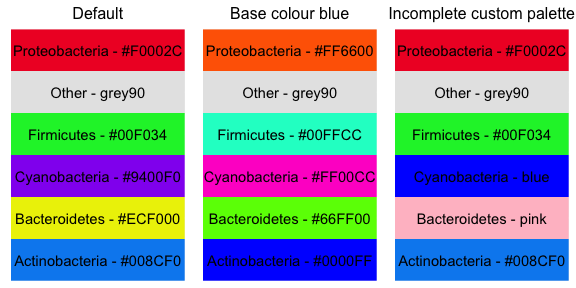 Default
Proteobacteria - #F0002C
Other - grey90
Firmicutes - #00F034
Cyanobacteria - #9400F0
Bacteroidetes - #ECF000
Actinobacteria - #008CF0
Base colour blue
Proteobacteria - #FF6600
Other - grey90
Firmicutes - #00FFCC
Cyanobacteria - #FF00CC
Bacteroidetes - #66FF00
Actinobacteria - #0000FF
Incomplete custom palette
Proteobacteria - #F0002C
Other - grey90
Firmicutes - #00F034
Cyanobacteria - blue
Bacteroidetes - pink
Actinobacteria - #008CF0